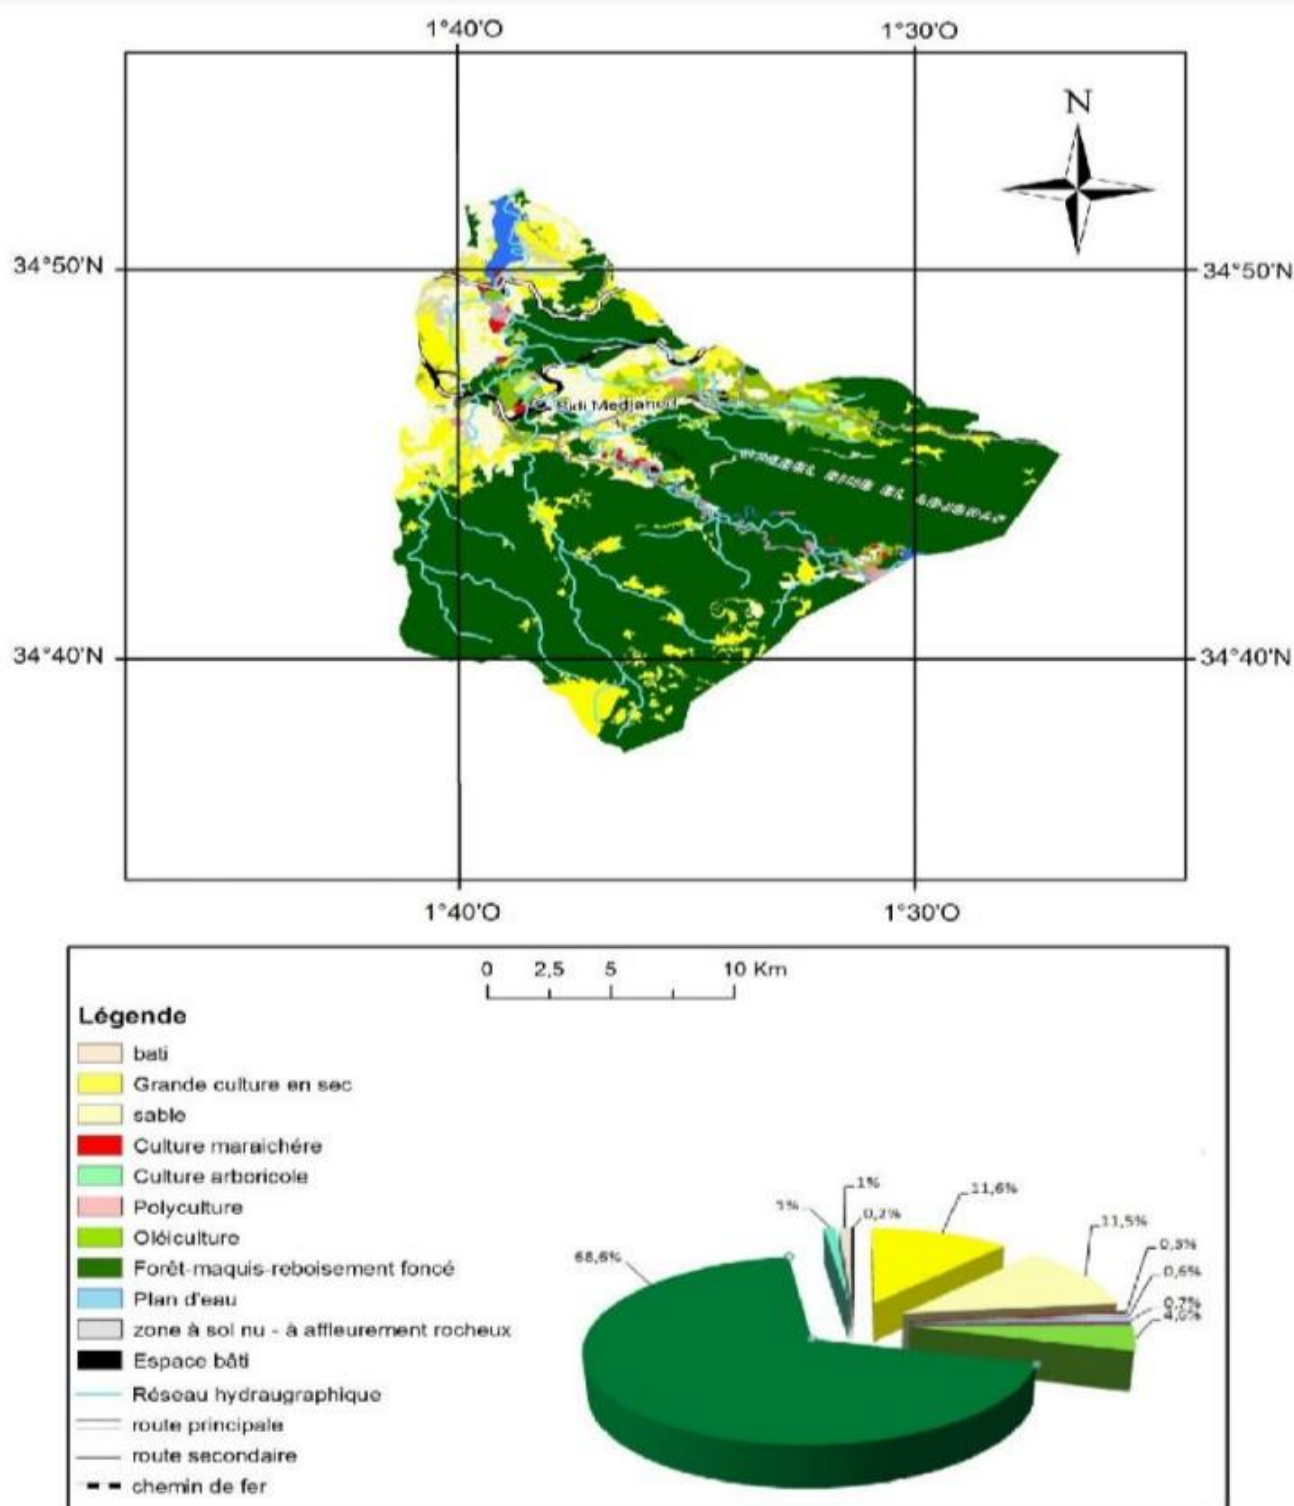 1°40'O
1°30'O
N
34°50'N
34°50'N
Sidi Medjahed
34°40'N
34°40'N
1°40'O
1°30'O
0 2,5 5 10 Km
Légende
bati
Grande culture en sec
sable
Culture maraichére
Culture arboricole
Polyculture
Oléiculture
Forêt-maquis-reboisement foncé
Plan d'eau
zone à sol nu - à affleurement rocheux
Espace bâti
Réseau hydraugraphique
route principale
route secondaire
chemin de fer
1%
11,6%
0,2%
11,5%
68,6%
0,3%
0,6%
0,7%
4,0%